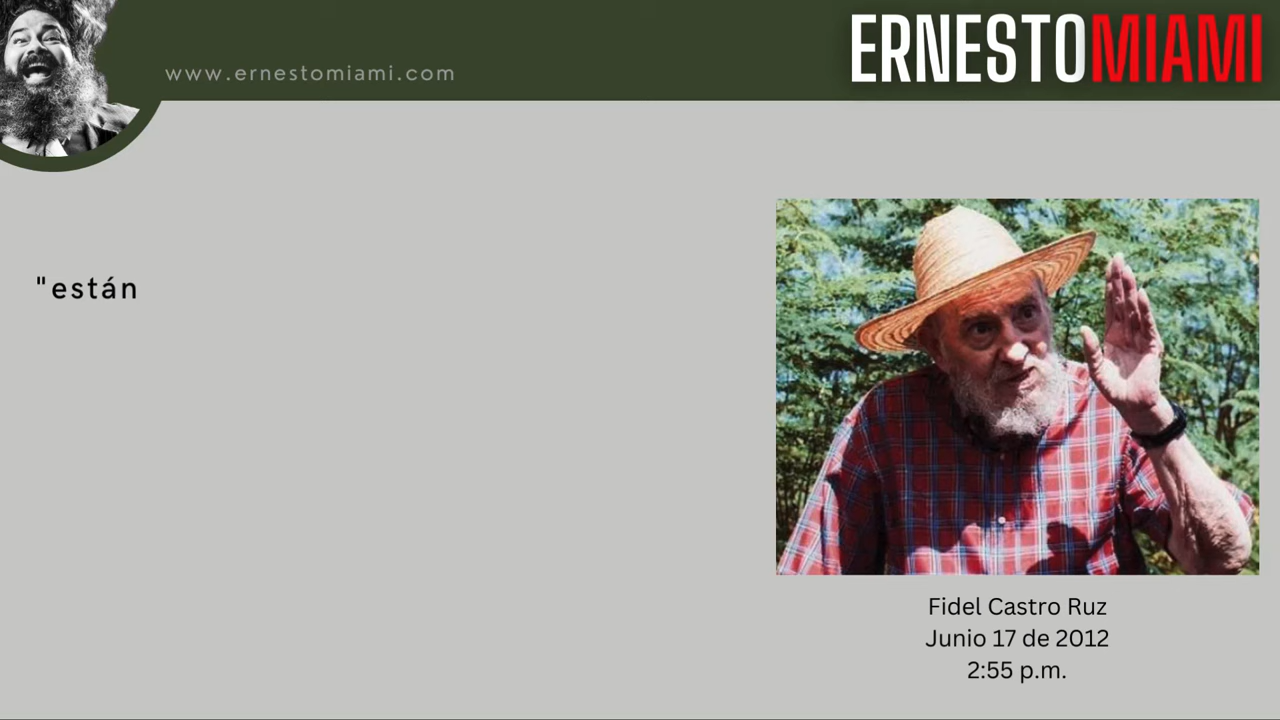 ERNESTOMIAMI
www.ernestomiami.com
"están
Fidel Castro Ruz
Junio 17 de 2012
2:55 p.m.